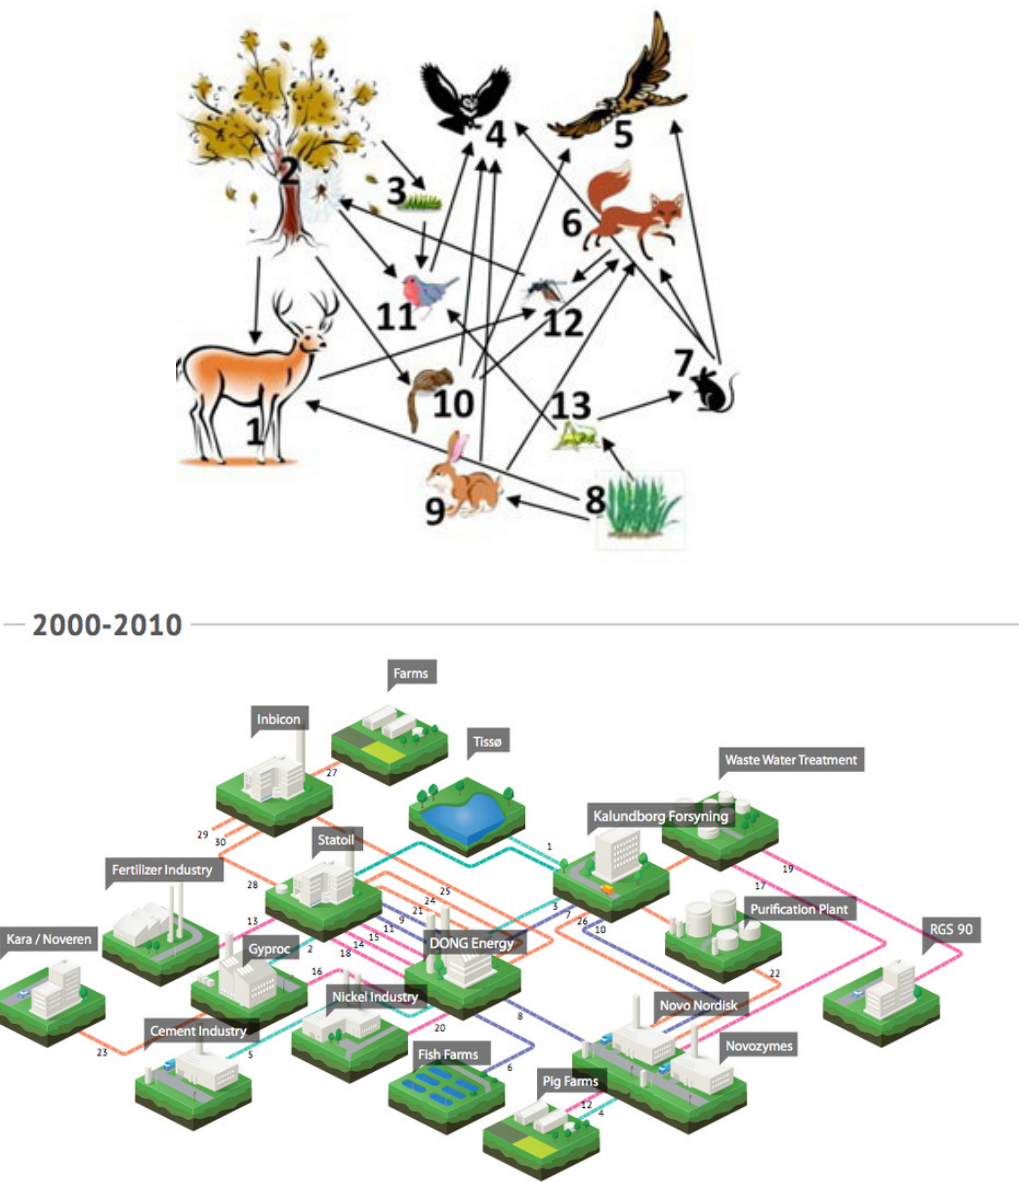 4
5
2
3
6
11
12
7
10
13
1
8
9
2000-2010
Farms
Inbicon
Tissø
Waste Water Treatment
27
Kalundborg Forsyning
29
30
Statoil
1
19
Fertilizer Industry
28
25
17
24
21
3
7
26
Purification Plant
13
9
10
RGS 90
Kara / Noveren
11
Gyproc
2
15
14
18
DONG Energy
16
22
Nickel Industry
Novo Nordisk
Cement Industry
8
20
Novozymes
23
5
Fish Farms
6
Pig Farms
12
4